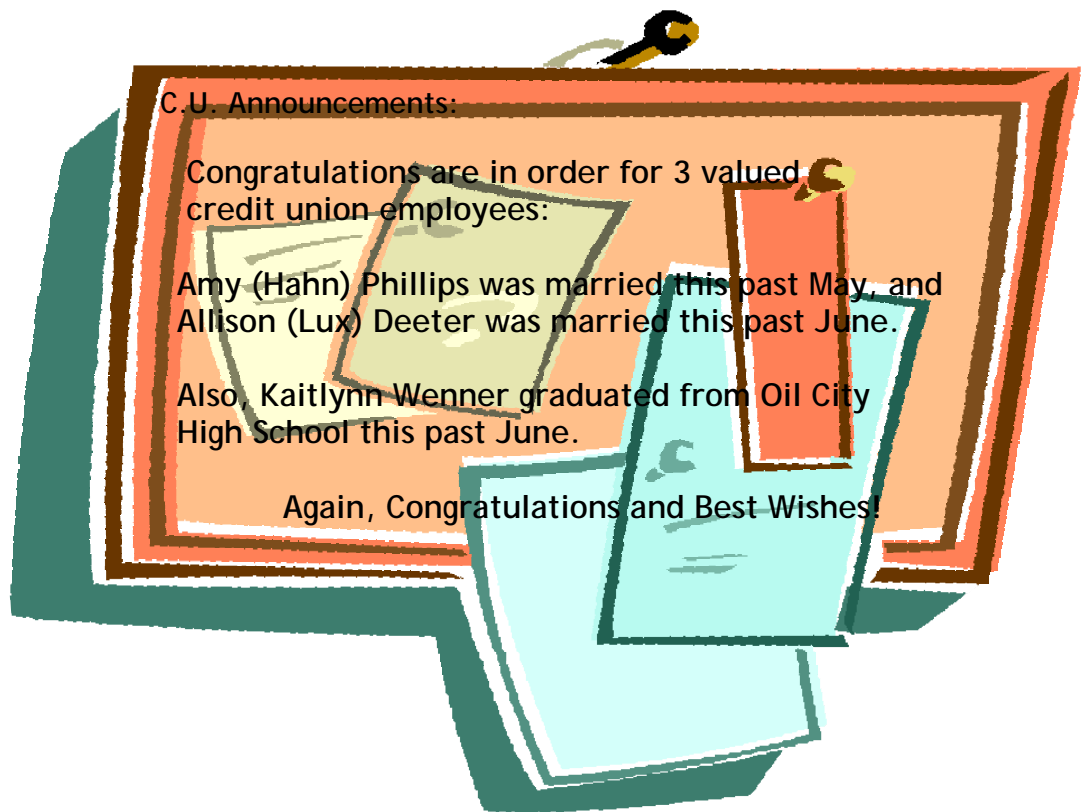 C.U. Announcements:
Congratulations are in order for 3 valued
credit union employees:
Amy (Hahn) Phillips was married this past May, and
Allison (Lux) Deeter was married this past June.
Also, Kaitlynn Wenner graduated from Oil City
High School this past June.
Again, Congratulations and Best Wishes!